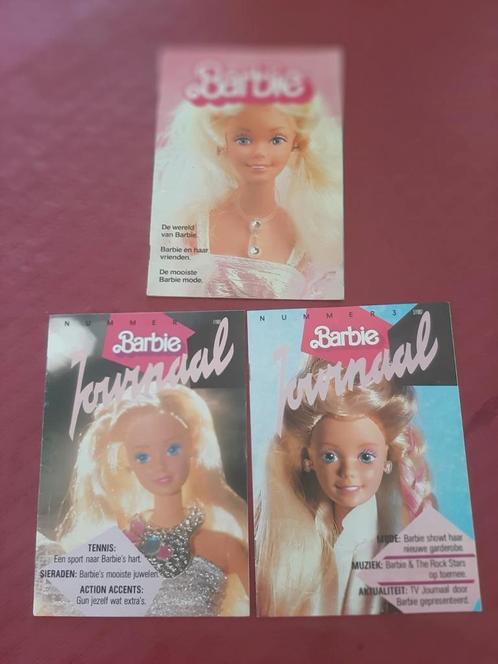 Barbie
De wereld
van Barbie.
Barbie en haar
vrienden.
De mooiste
Barbie mode.
NUMMER
Barbie
Journaal
TENNIS:
Een sport naar Barbie's hart.
SIERADEN: Barbie's mooiste juwelen.
ACTION ACCENTS:
Gun jezelf wat extra's.
NUMMER 3
Barbie
Journaal
MODE: Barbie showt haar
nieuwe garderobe.
MUZIEK: Barbie & The Rock Stars
op toernee.
AKTUALITEIT: TV Journaal door
Barbie gepresenteerd.